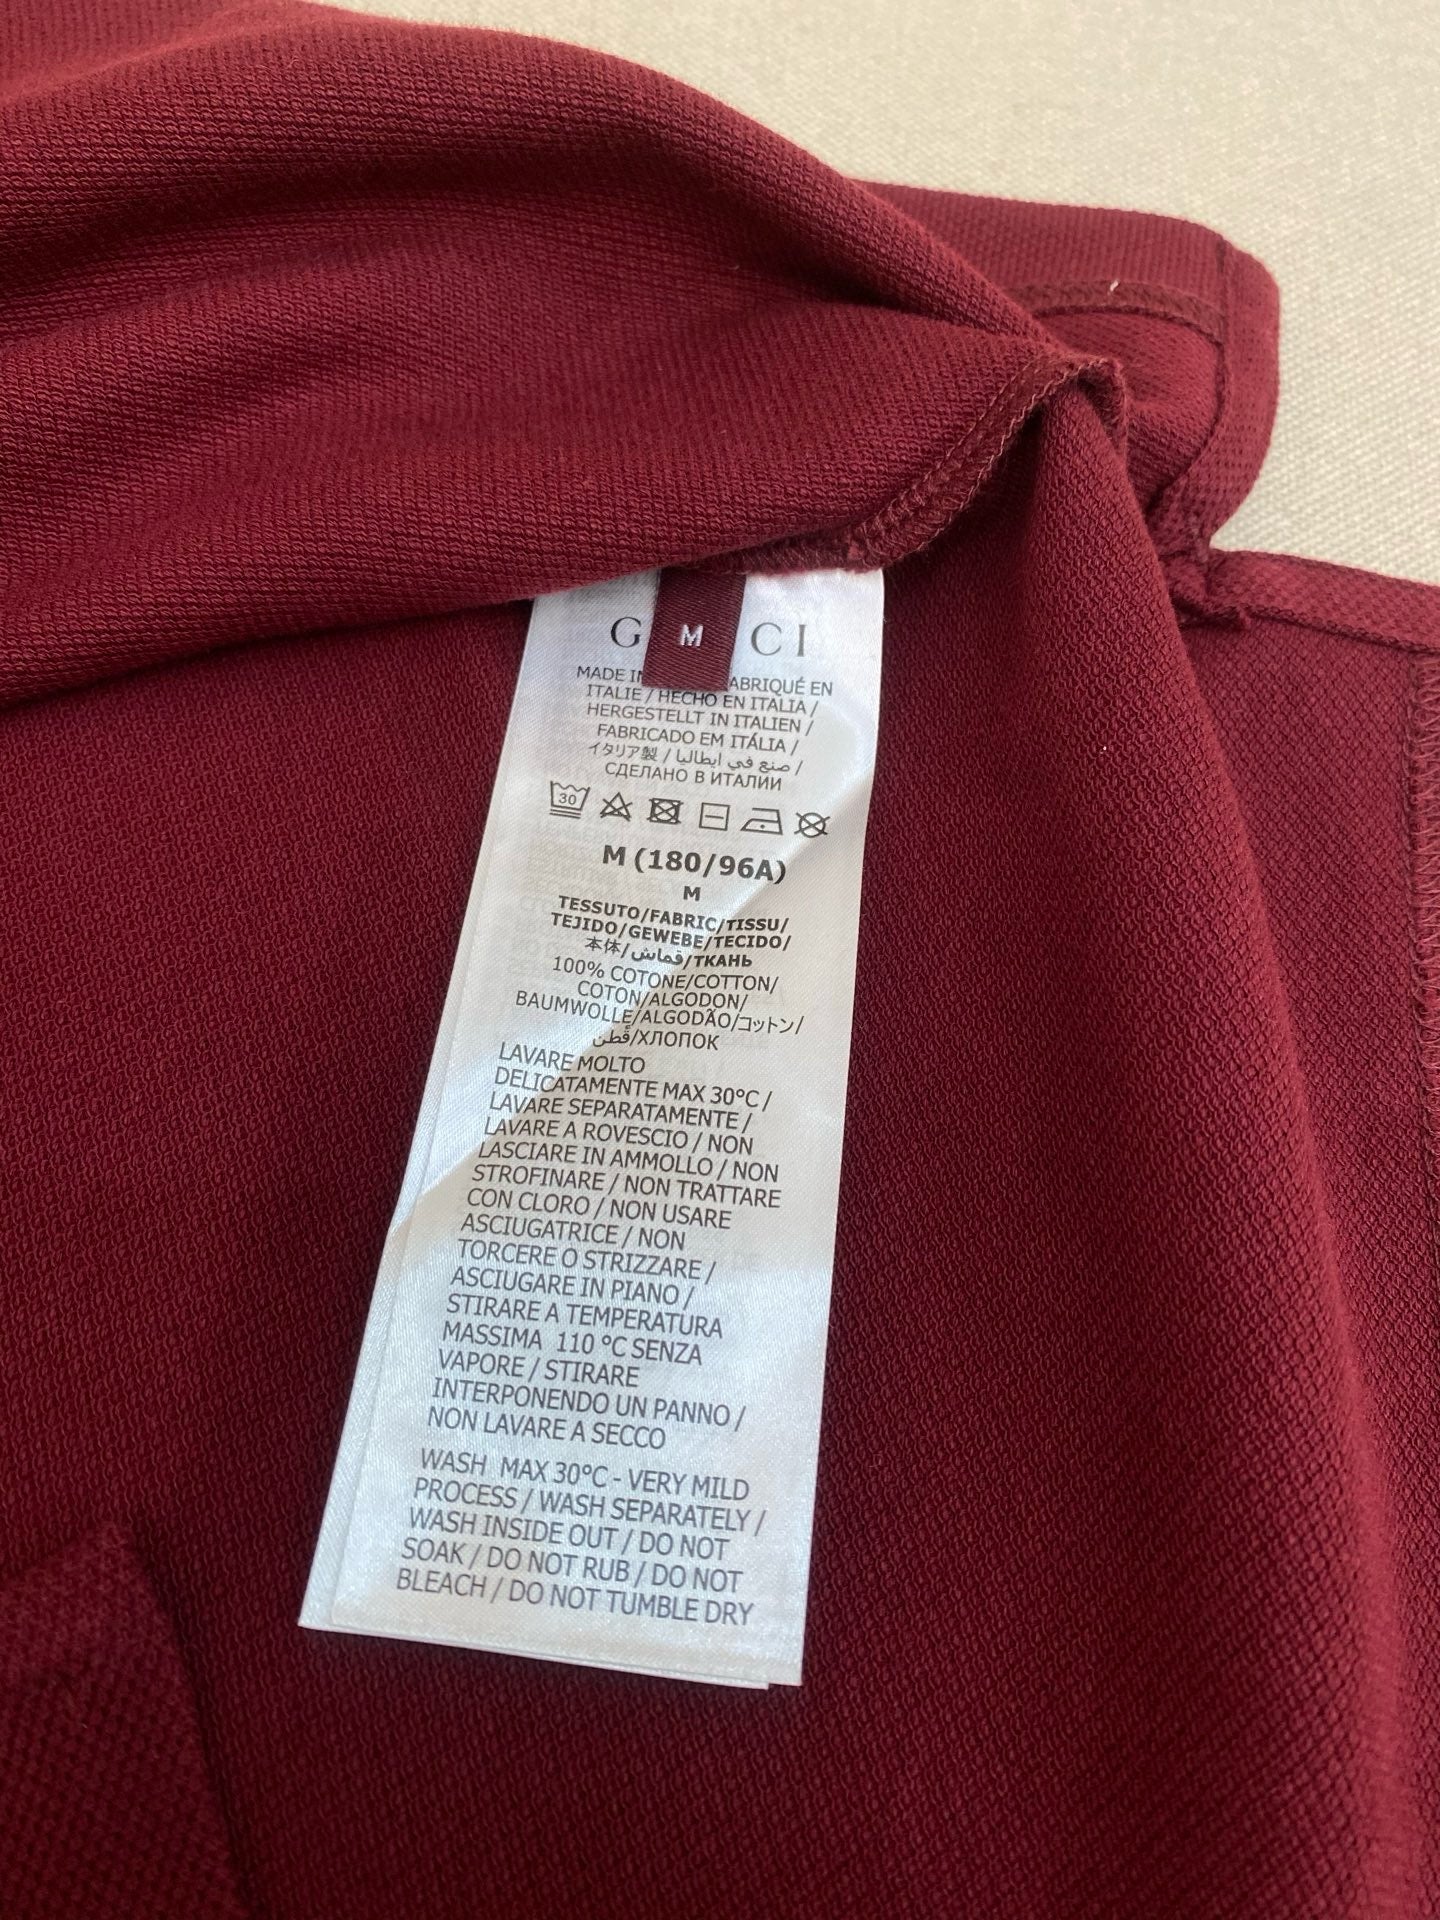 G CI
M
MADE IN ABRIQUÉ EN
ITALIE / HECHO EN ITALIA /
HERGESTELLT IN ITALIEN /
FABRICADO EM ITÁLIA /
イタリア製 / صنع في ايطاليا /
СДЕЛАНО В ИТАЛИИ
30
M (180/96A)
M
TESSUTO/FABRIC/TISSU/
TEJIDO/GEWEBE/TECIDO/
本体/قماش/ТКАНЬ
100% COTONE/COTTON/
COTON/ALGODON/
BAUMWOLLE/ALGODÃO/コットン/
قطن/ХЛОПОК
LAVARE MOLTO
DELICATAMENTE MAX 30°C /
LAVARE SEPARATAMENTE /
LAVARE A ROVESCIO / NON
LASCIARE IN AMMOLLO / NON
STROFINARE / NON TRATTARE
CON CLORO / NON USARE
ASCIUGATRICE / NON
TORCERE O STRIZZARE /
ASCIUGARE IN PIANO /
STIRARE A TEMPERATURA
MASSIMA 110 °C SENZA
VAPORE / STIRARE
INTERPONENDO UN PANNO /
NON LAVARE A SECCO
WASH MAX 30°C - VERY MILD
PROCESS / WASH SEPARATELY /
WASH INSIDE OUT / DO NOT
SOAK / DO NOT RUB / DO NOT
BLEACH / DO NOT TUMBLE DRY